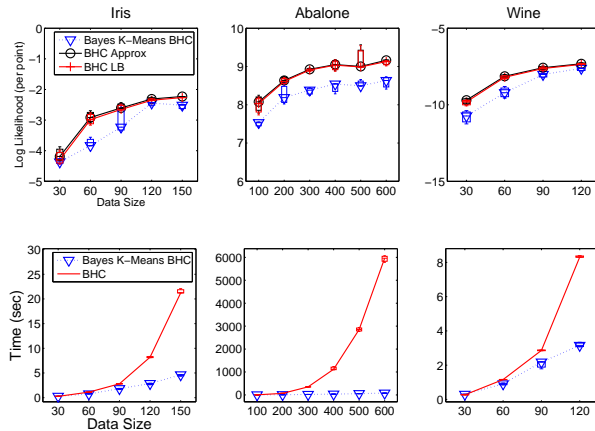 Iris
Abalone
Wine
Log Likelihood (per point)
0
−1
−2
−3
−4
−5
Bayes K−Means BHC
BHC Approx
BHC LB
30 60 90 120 150
Data Size
10
9
8
7
6
100 200 300 400 500 600
−5
−10
−15
30 60 90 120
Time (sec)
30
25
20
15
10
5
0
Bayes K−Means BHC
BHC
30 60 90 120 150
Data Size
6000
5000
4000
3000
2000
1000
0
100 200 300 400 500 600
8
6
4
2
0
30 60 90 120